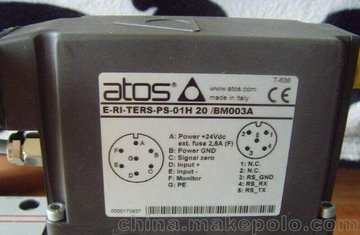 atos
www.atos.com
made in italy
T-836
CE
E-RI-TERS-PS-01H 20 /BM003A
A: Power +24Vdc
ext. fuse 2,5A (F)
B: Power GND
C: Signal zero
D: Input +
E: Input -
F: Monitor
G: PE
1: N.C.
2: N.C.
3: RS_GND
4: RS_RX
5: RS_TX
china.makepolo.com